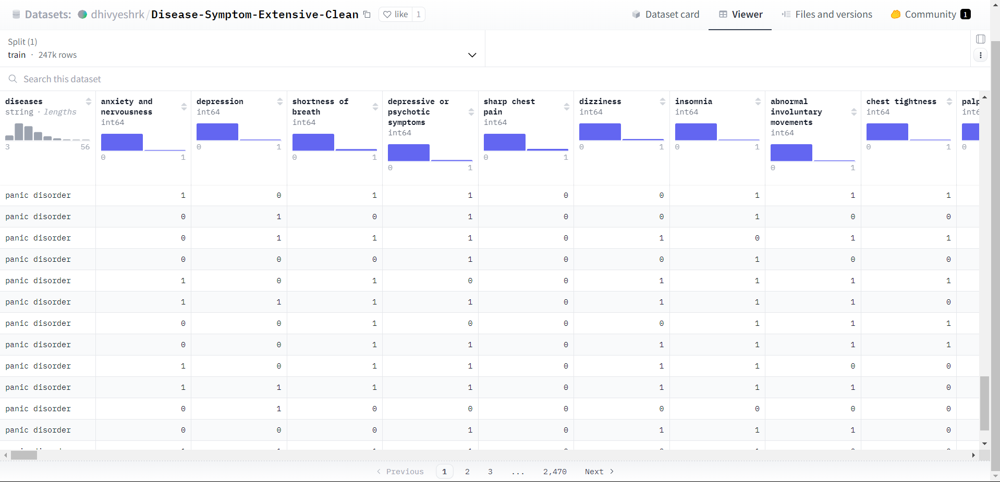 Datasets: dhivyeshrk/Disease-Symptom-Extensive-Clean like 1 Dataset card Viewer Files and versions Community 1
Split (1)
train · 247k rows
Search this dataset
diseases
string · lengths
3 56
anxiety and
nervousness
int64
0 1
depression
int64
0 1
shortness of
breath
int64
0 1
depressive or
psychotic
symptoms
int64
0 1
sharp chest
pain
int64
0 1
dizziness
int64
0 1
insomnia
int64
0 1
abnormal
involuntary
movements
int64
0 1
chest tightness
int64
0 1
0
panic disorder 1 0 1 1 0 0 1 1 1
panic disorder 0 1 0 1 0 0 1 0 0
panic disorder 0 1 1 1 0 1 0 1 1
panic disorder 0 0 0 1 0 0 1 0 0
panic disorder 1 0 1 0 0 1 1 1 1
panic disorder 1 1 1 1 0 1 1 1 0
panic disorder 0 0 1 0 0 0 1 1 1
panic disorder 0 0 1 1 0 1 1 1 1
panic disorder 1 0 1 1 0 1 1 0 0
panic disorder 1 1 1 1 0 1 1 1 0
panic disorder 0 1 0 0 0 0 0 0 0
panic disorder 0 0 0 1 0 1 1 1 0
< Previous 1 2 3 ... 2,470 Next >